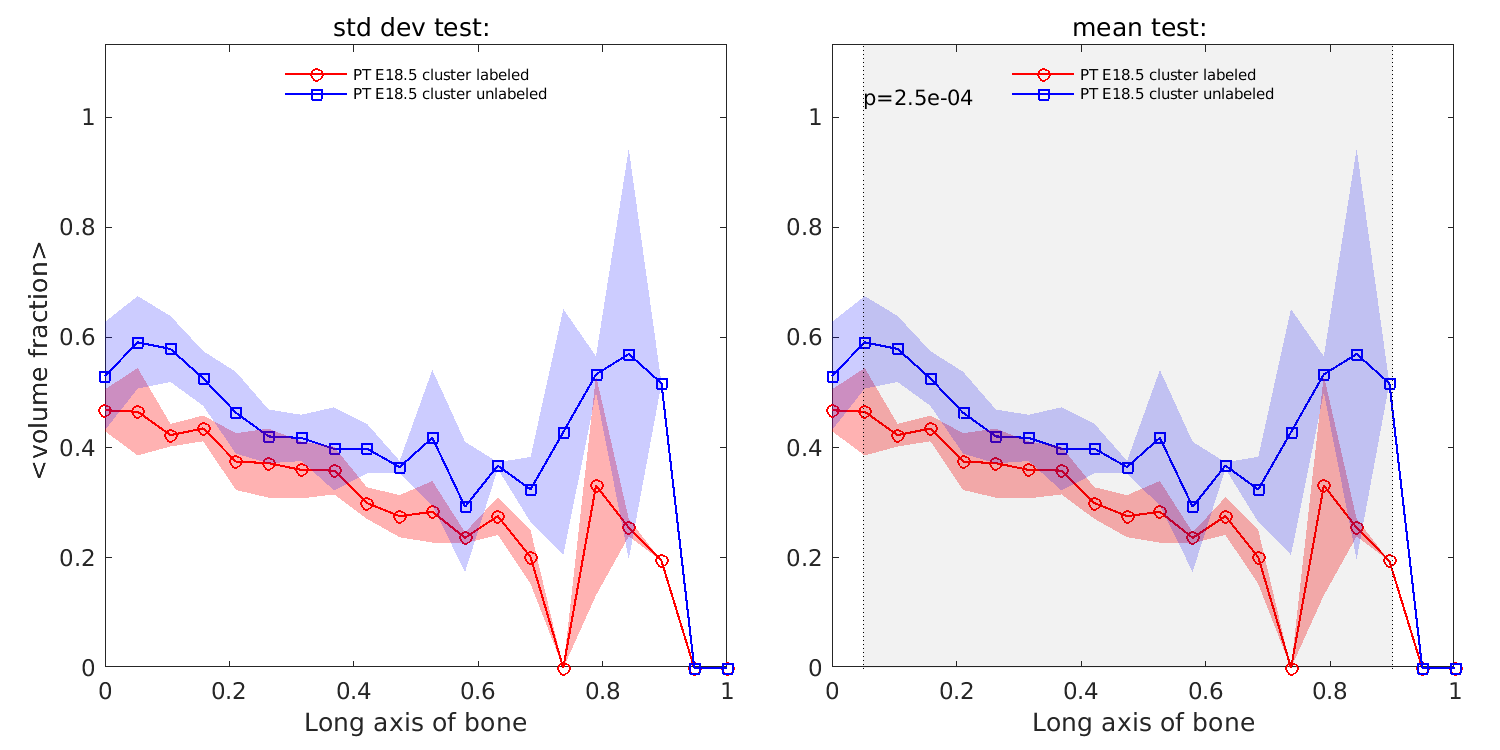 std dev test:
PT E18.5 cluster labeled
PT E18.5 cluster unlabeled
<volume fraction>
1
0.8
0.6
0.4
0.2
0
0
0.2
0.4
0.6
0.8
1
Long axis of bone
mean test:
PT E18.5 cluster labeled
PT E18.5 cluster unlabeled
p=2.5e-04
1
0.8
0.6
0.4
0.2
0
0
0.2
0.4
0.6
0.8
1
Long axis of bone